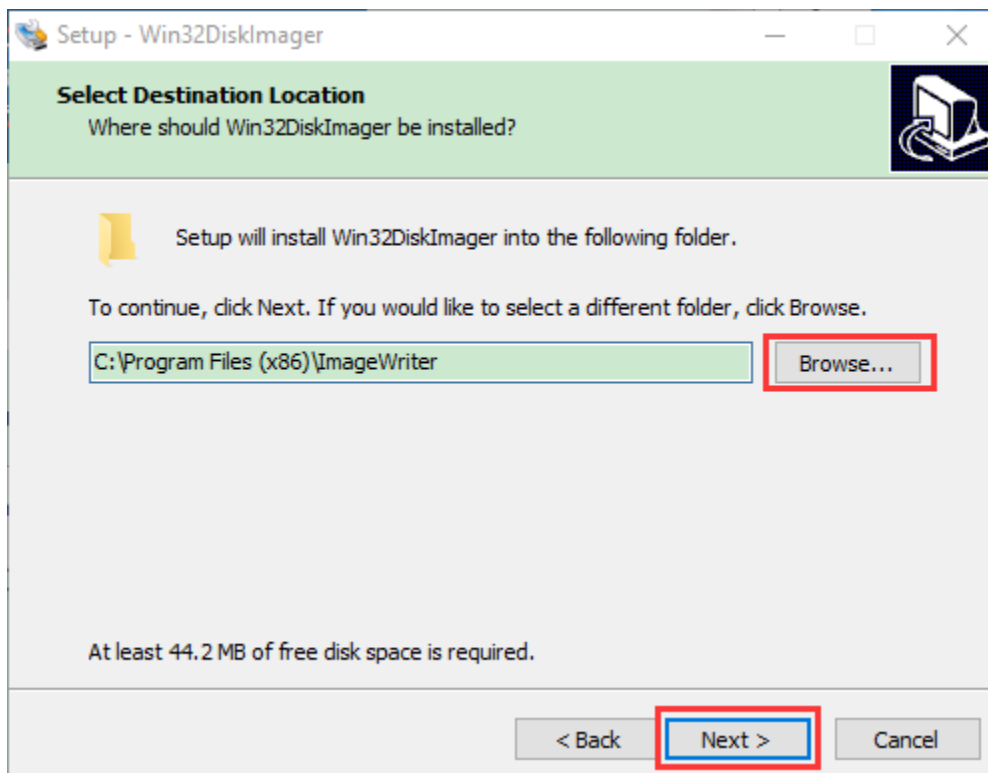 Setup - Win32DiskImager
Select Destination Location
Where should Win32DiskImager be installed?
Setup will install Win32DiskImager into the following folder.
To continue, click Next. If you would like to select a different folder, click Browse.
C:\Program Files (x86)\ImageWriter
Browse...
At least 44.2 MB of free disk space is required.
< Back
Next >
Cancel